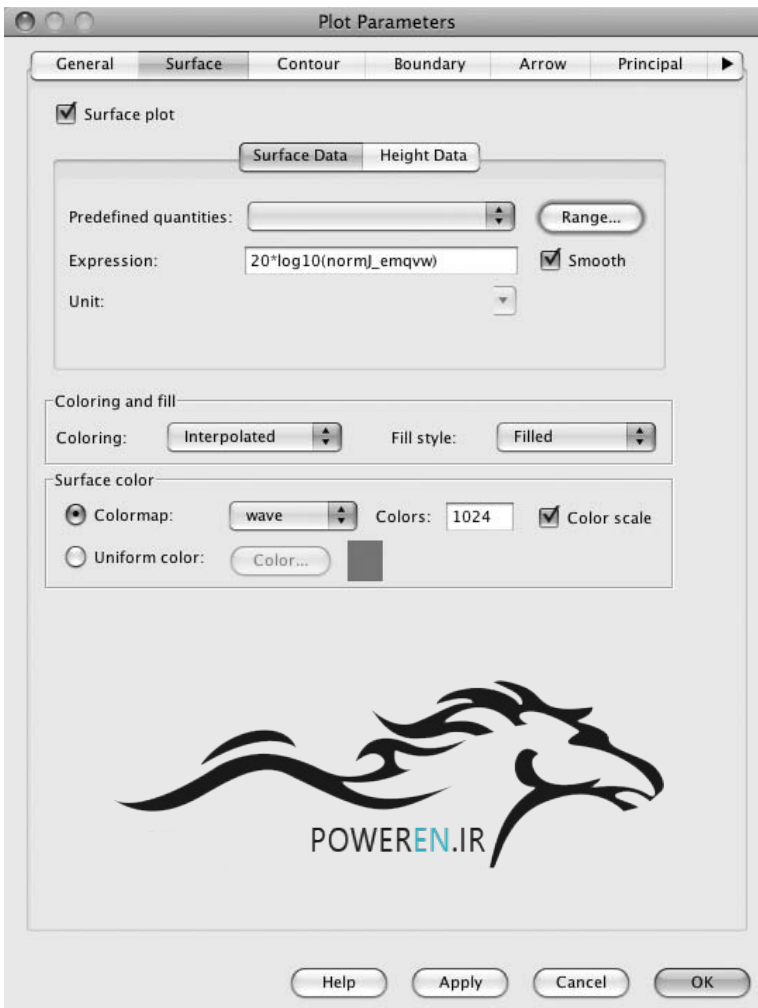 Plot Parameters
General Surface Contour Boundary Arrow Principal
Surface plot
Surface Data Height Data
Predefined quantities: Range...
Expression: 20*log10(normJ_emqvw) Smooth
Unit:
Coloring and fill
Coloring: Interpolated Fill style: Filled
Surface color
Colormap: wave Colors: 1024 Color scale
Uniform color: Color...
POWEREN.IR
Help Apply Cancel OK